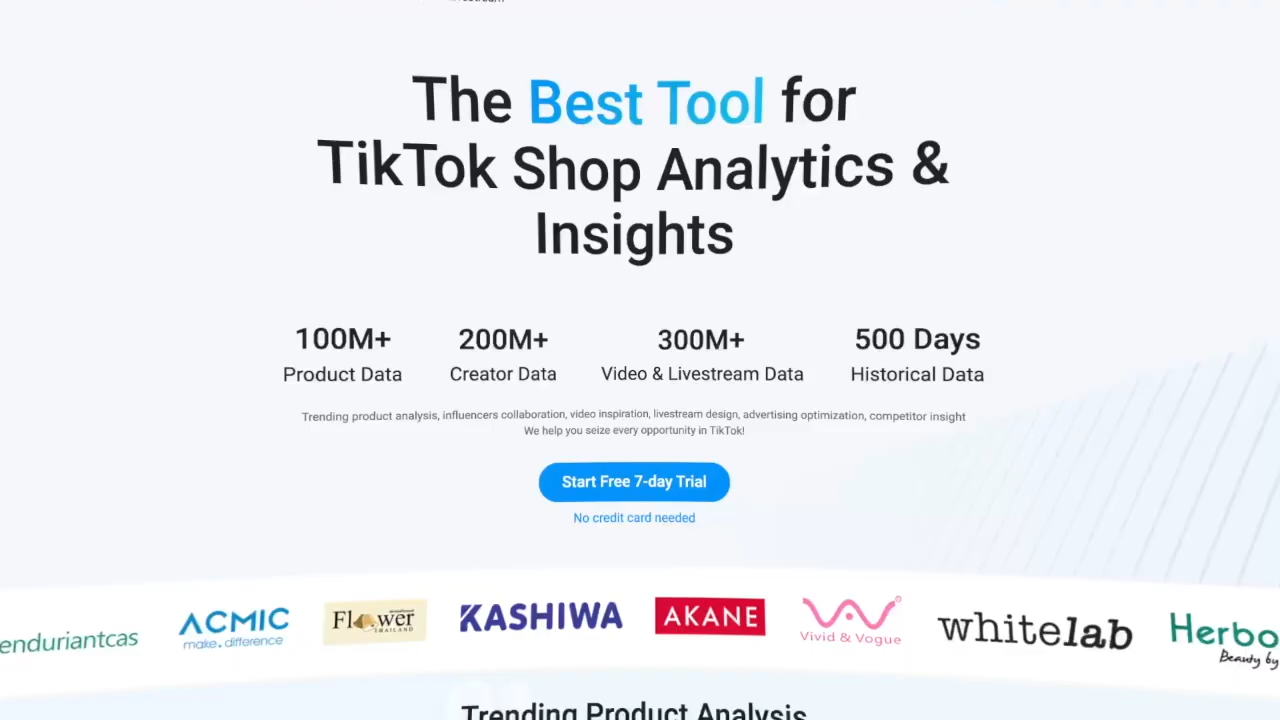 The Best Tool for
TikTok Shop Analytics &
Insights
100M+ 200M+ 300M+ 500 Days
Product Data Creator Data Video & Livestream Data Historical Data
Trending product analysis, influencers collaboration, video inspiration, livestream design, advertising optimization, competitor insight
We help you seize every opportunity in TikTok!
Start Free 7-day Trial
No credit card needed
enduriantcas ACMIC make.difference Flower THAILAND KASHIWA AKANE Vivid & Vogue whitelab Herbo
Beauty by
Trending Product Analysis